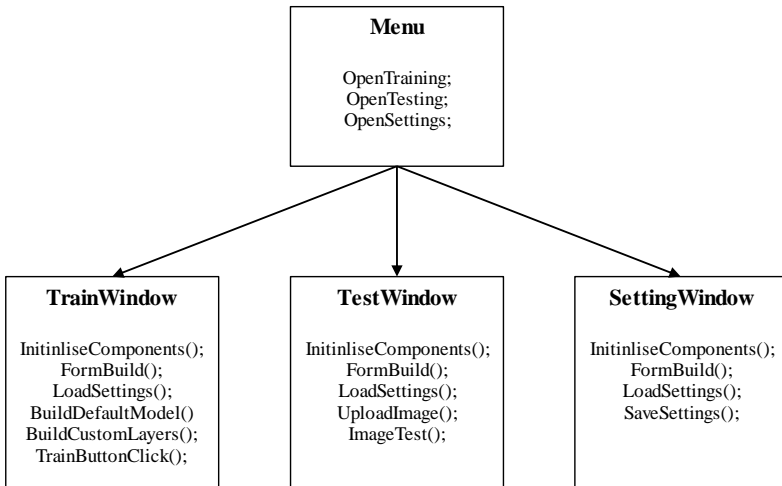 Menu
OpenTraining;
OpenTesting;
OpenSettings;
TrainWindow
InitinliseComponents();
FormBuild();
LoadSettings();
BuildDefaultModel()
BuildCustomLayers();
TrainButtonClick();
TestWindow
InitinliseComponents();
FormBuild();
LoadSettings();
UploadImage();
ImageTest();
SettingWindow
InitinliseComponents();
FormBuild();
LoadSettings();
SaveSettings();